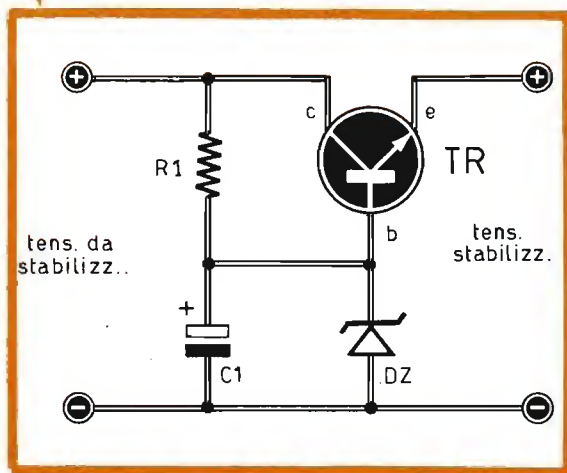 +
+
c
e
R1
TR
b
tens. da
stabilizz..
tens.
stabilizz.
+
C1
DZ
-
-